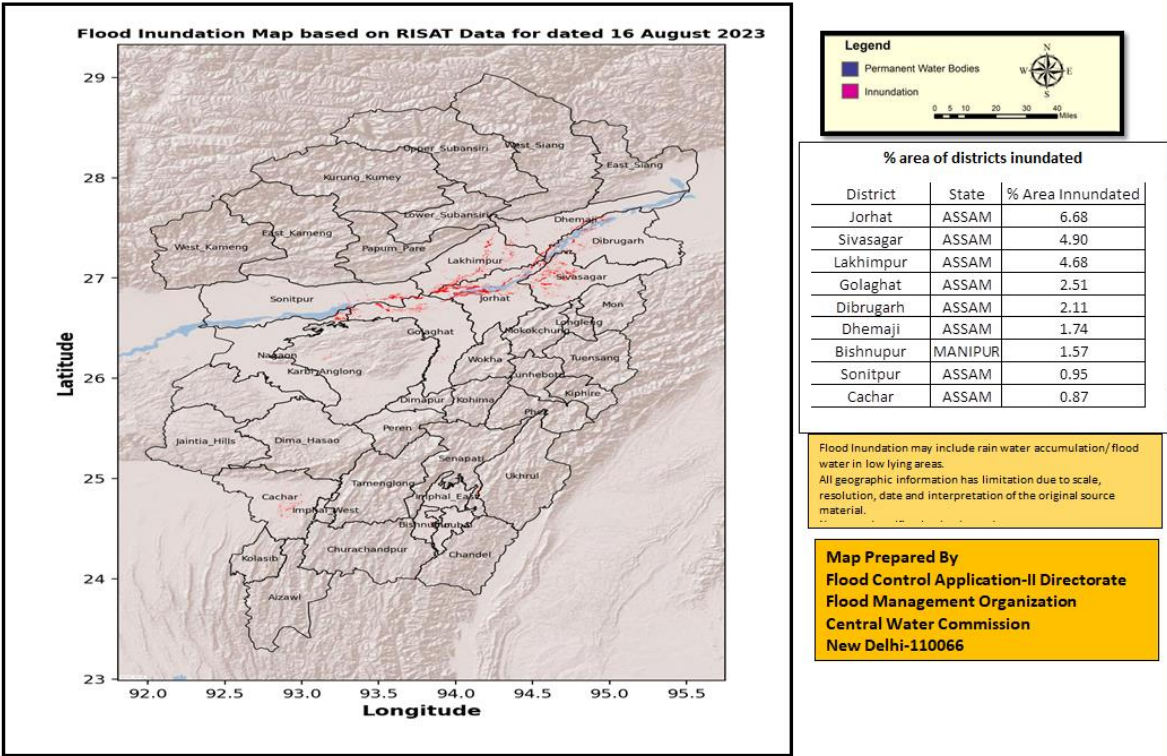 Flood Inundation Map based on RISAT Data for dated 16 August 2023
Latitude
29
28
27
26
25
24
23
92.0 92.5 93.0 93.5 94.0 94.5 95.0 95.5
Longitude
Upper_Subansiri
West_Siang
East_Siang
Kurung_Kumey
Lower_Subansiri
Dhemaji
East_Kameng
West_Kameng
Papum_Pare
Dibrugarh
Lakhimpur
Sivasagar
Sonitpur
Jorhat
Mon
Golaghat
Mokokchung
Longleng
Nagaon
Wokha
Tuensang
Karbi_Anglong
Zunheboto
Kiphire
Dimapur
Kohima
Phek
Peren
Jaintia_Hills
Dima_Hasao
Senapati
Ukhrul
Tamenglong
Cachar
Imphal_East
Imphal_West
Churachandpur
Chandel
Kolasib
Aizawl
Legend
Permanent Water Bodies
Innundation
N
W E
S
0 5 10 20 30 40
Miles
% area of districts inundated
District State % Area Innundated
Jorhat ASSAM 6.68
Sivasagar ASSAM 4.90
Lakhimpur ASSAM 4.68
Golaghat ASSAM 2.51
Dibrugarh ASSAM 2.11
Dhemaji ASSAM 1.74
Bishnupur MANIPUR 1.57
Sonitpur ASSAM 0.95
Cachar ASSAM 0.87
Flood Inundation may include rain water accumulation/ flood
water in low lying areas.
All geographic information has limitation due to scale,
resolution, date and interpretation of the original source
material.
Map Prepared By
Flood Control Application-II Directorate
Flood Management Organization
Central Water Commission
New Delhi-110066